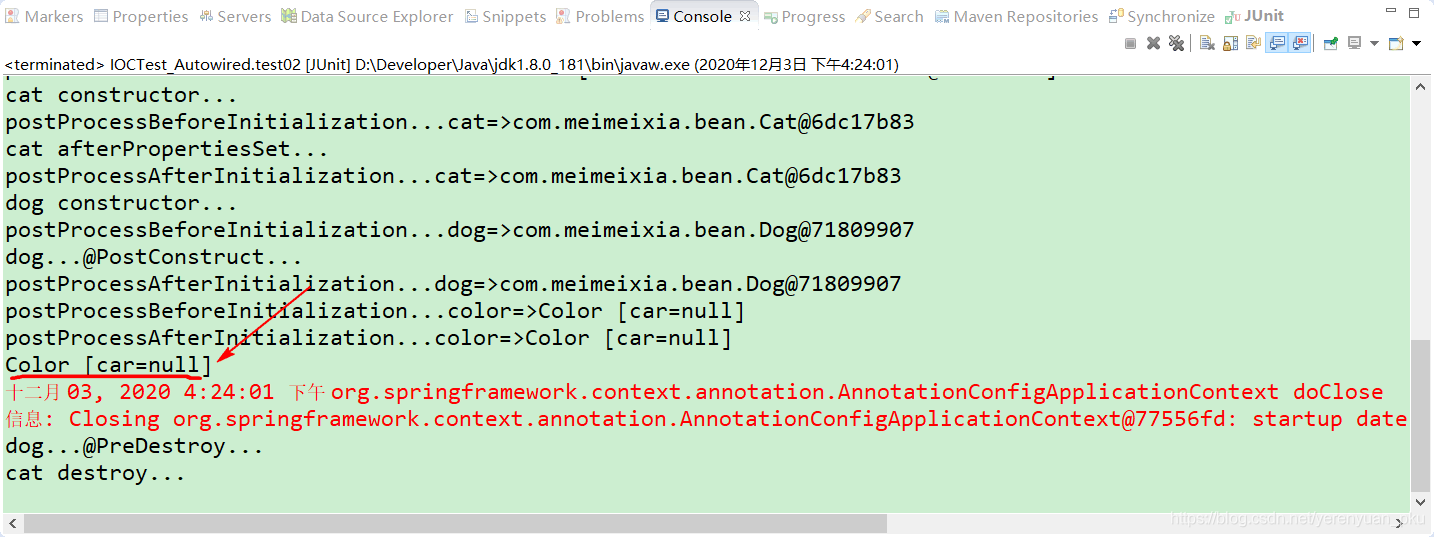 Markers Properties Servers Data Source Explorer Snippets Problems Console Progress Search Maven Repositories Synchronize JUnit
<terminated> IOCTest_Autowired.test02 [JUnit] D:\Developer\Java\jdk1.8.0_181\bin\javaw.exe (2020年12月3日 下午4:24:01)
cat constructor...
postProcessBeforeInitialization...cat=>com.meimeixia.bean.Cat@6dc17b83
cat afterPropertiesSet...
postProcessAfterInitialization...cat=>com.meimeixia.bean.Cat@6dc17b83
dog constructor...
postProcessBeforeInitialization...dog=>com.meimeixia.bean.Dog@71809907
dog...@PostConstruct...
postProcessAfterInitialization...dog=>com.meimeixia.bean.Dog@71809907
postProcessBeforeInitialization...color=>Color [car=null]
postProcessAfterInitialization...color=>Color [car=null]
Color [car=null]
十二月 03, 2020 4:24:01 下午 org.springframework.context.annotation.AnnotationConfigApplicationContext doClose
信息: Closing org.springframework.context.annotation.AnnotationConfigApplicationContext@77556fd: startup date
dog...@PreDestroy...
cat destroy...